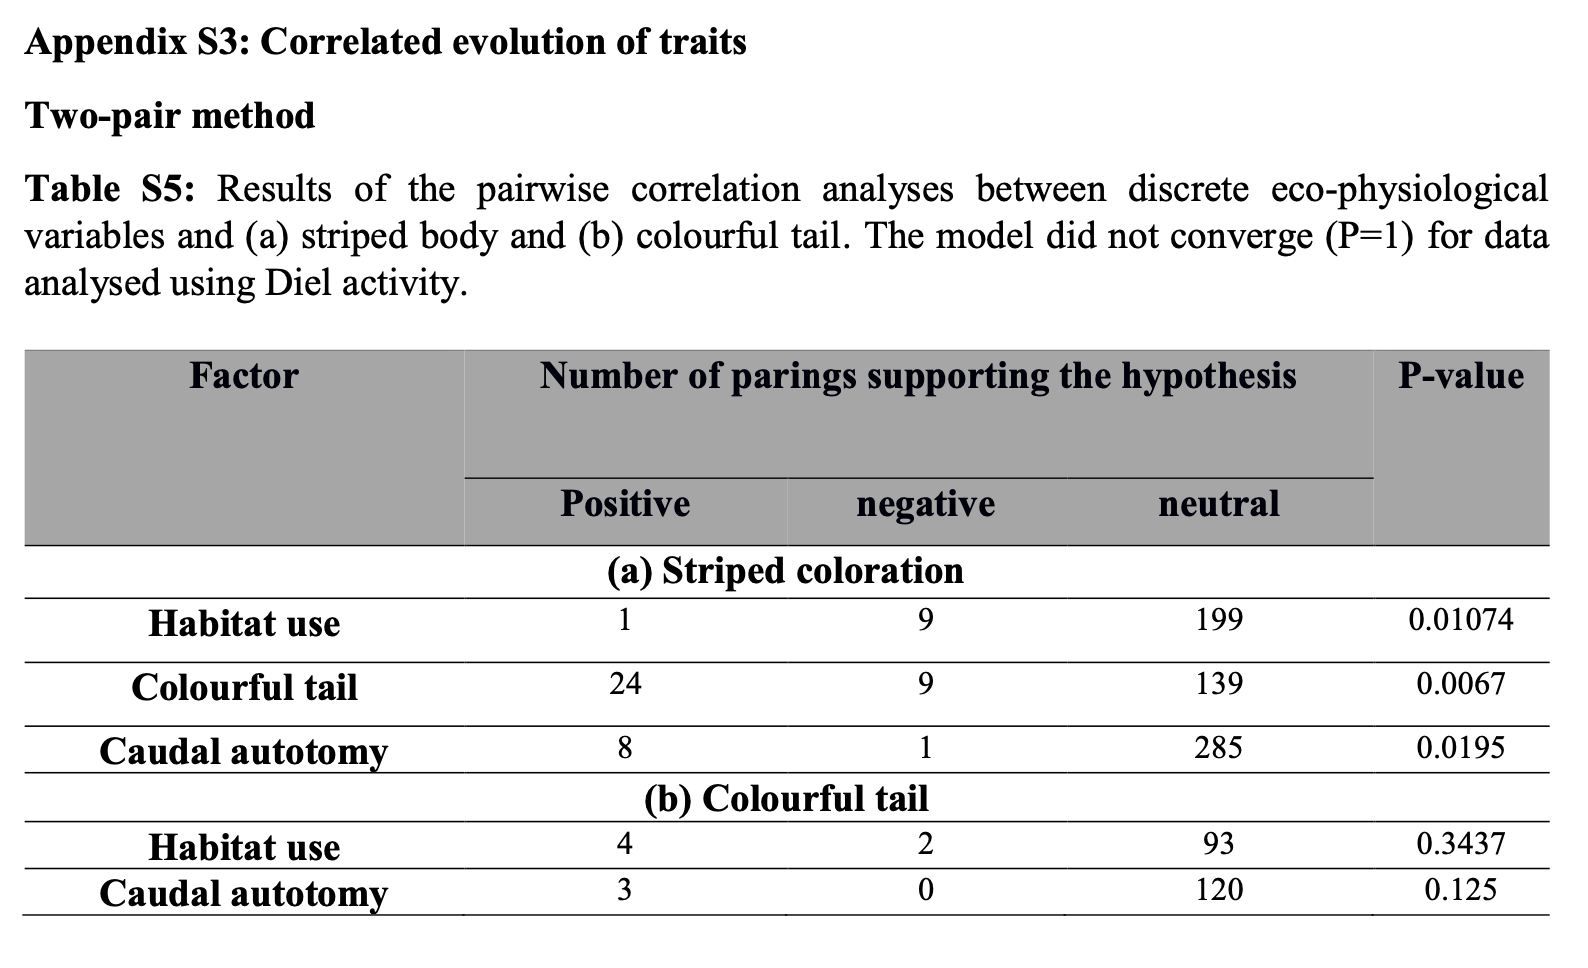 Appendix S3: Correlated evolution of traits
Two-pair method
Table S5: Results of the pairwise correlation analyses between discrete eco-physiological
variables and (a) striped body and (b) colourful tail. The model did not converge (P=1) for data
analysed using Diel activity.
Factor Number of parings supporting the hypothesis P-value
Positive negative neutral
(a) Striped coloration
Habitat use 1 9 199 0.01074
Colourful tail 24 9 139 0.0067
Caudal autotomy 8 1 285 0.0195
(b) Colourful tail
Habitat use 4 2 93 0.3437
Caudal autotomy 3 0 120 0.125